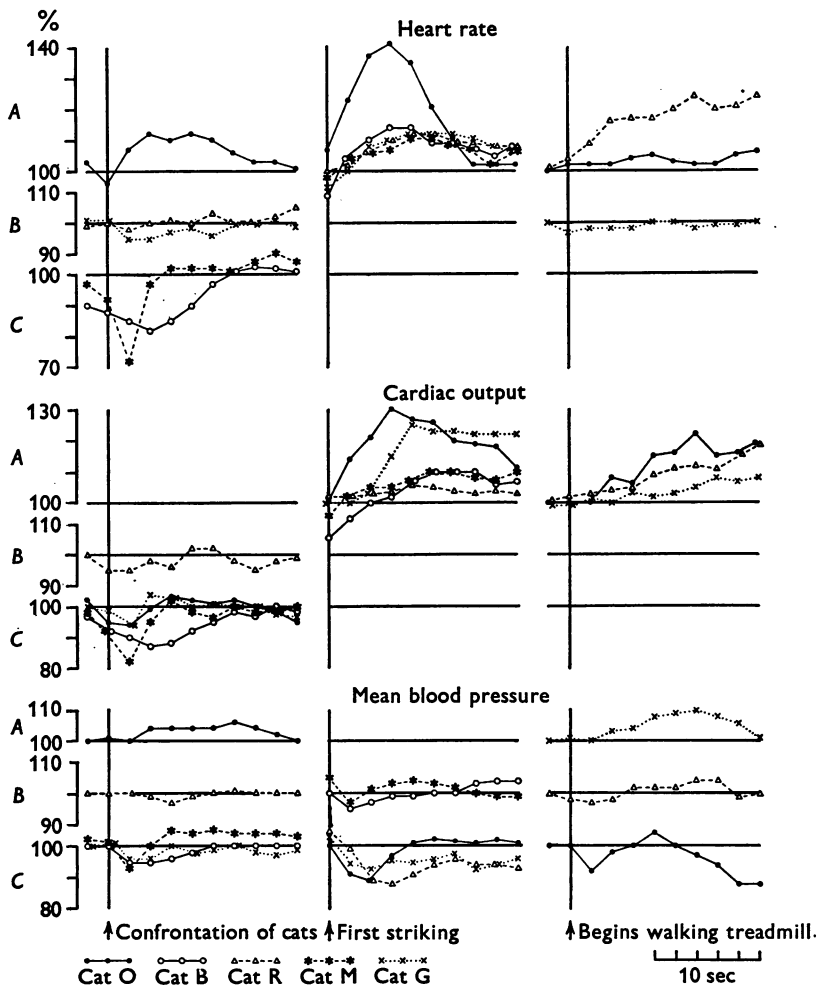 %
Heart rate
140
A
100
110
B
90
100
C
70
Cardiac output
130
A
100
110
B
90
100
C
80
Mean blood pressure
110
A
100
110
B
90
100
C
80
Confrontation of cats First striking Begins walking treadmill.
Cat O Cat B Cat R Cat M Cat G 10 sec